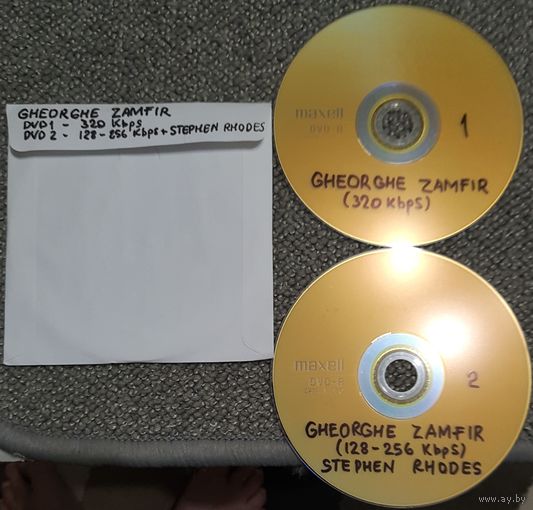 GHEORGHE ZAMFIR
DVD 1 - 320 Kbps
DVD 2 - 128-256 Kbps + STEPHEN RHODES
maxell
DVD-R
1
GHEORGHE ZAMFIR
(320 Kbps)
maxell
DVD-R
2
GHEORGHE ZAMFIR
(128-256 Kbps)
STEPHEN RHODES
www.ay.by